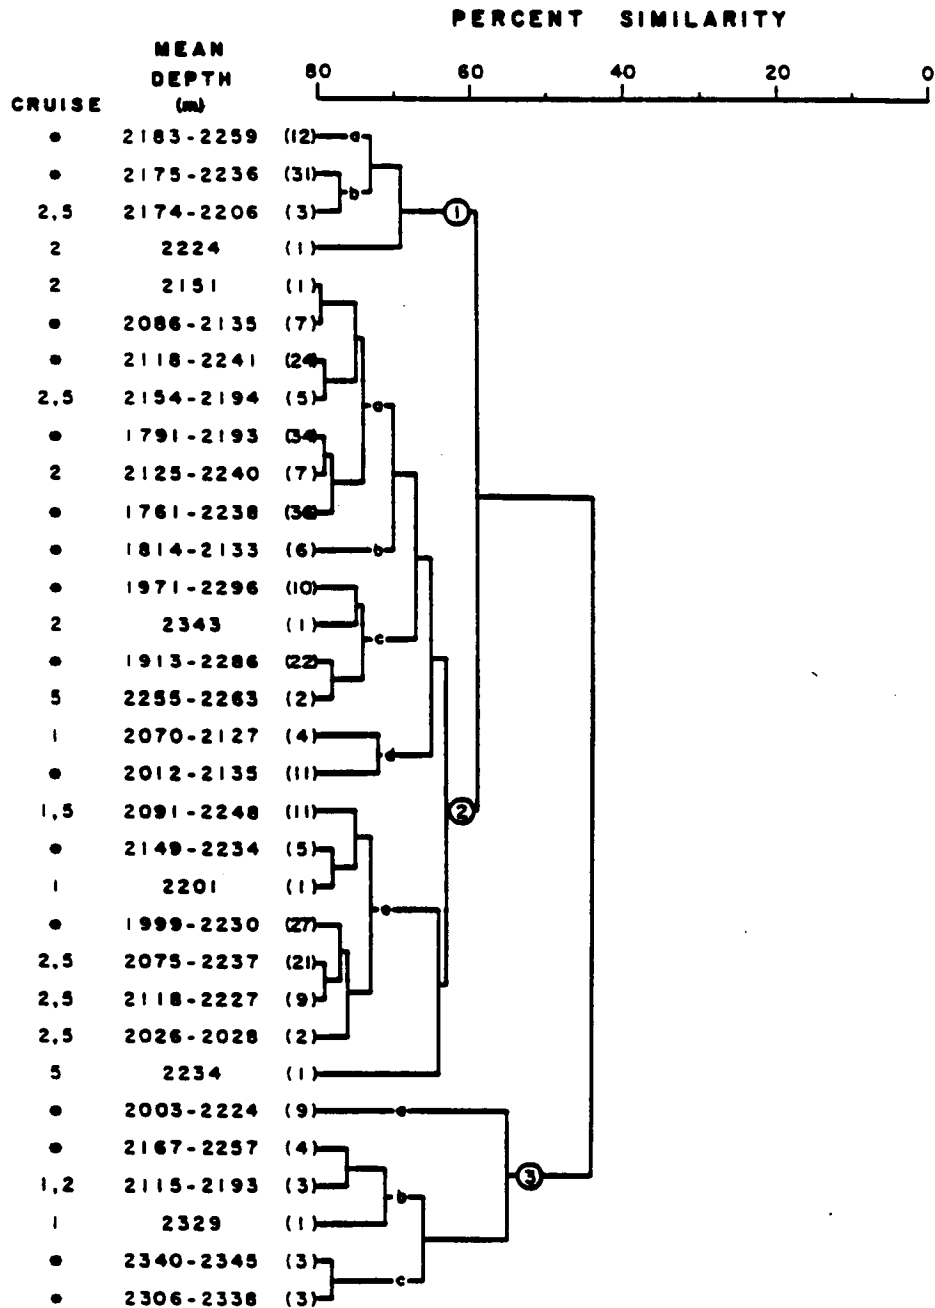 PERCENT SIMILARITY
MEAN
DEPTH
CRUISE (m) 80 60 40 20 0
● 2183-2259 (12) a
● 2175-2236 (31) b
2,5 2174-2206 (3) 1
2 2224 (1)
2 2151 (1)
● 2086-2135 (7)
● 2118-2241 (24)
2,5 2154-2194 (5) a
● 1791-2193 (34)
2 2125-2240 (7)
● 1761-2238 (36)
● 1814-2133 (6) b
● 1971-2296 (10)
2 2343 (1) c
● 1913-2286 (22)
5 2255-2263 (2)
1 2070-2127 (4) d
● 2012-2135 (11)
1,5 2091-2248 (11) 2
● 2149-2234 (5)
1 2201 (1)
● 1999-2230 (27) e
2,5 2075-2237 (21)
2,5 2118-2227 (9)
2,5 2026-2028 (2)
5 2234 (1)
● 2003-2224 (9) a
● 2167-2257 (4) 3
1,2 2115-2193 (3) b
1 2329 (1)
● 2340-2345 (3) c
● 2306-2338 (3)